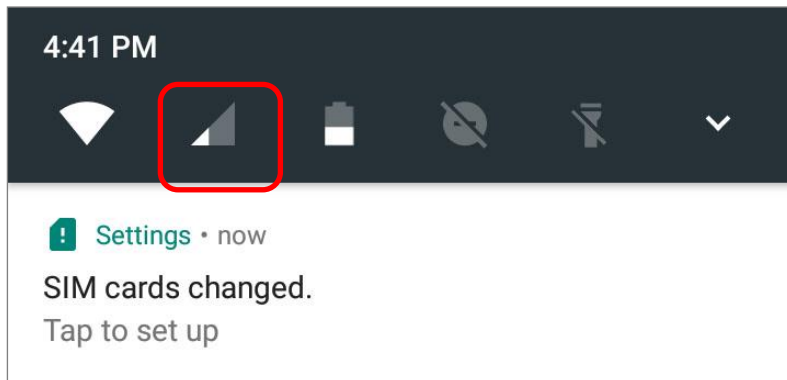 4:41 PM
Settings • now
SIM cards changed.
Tap to set up